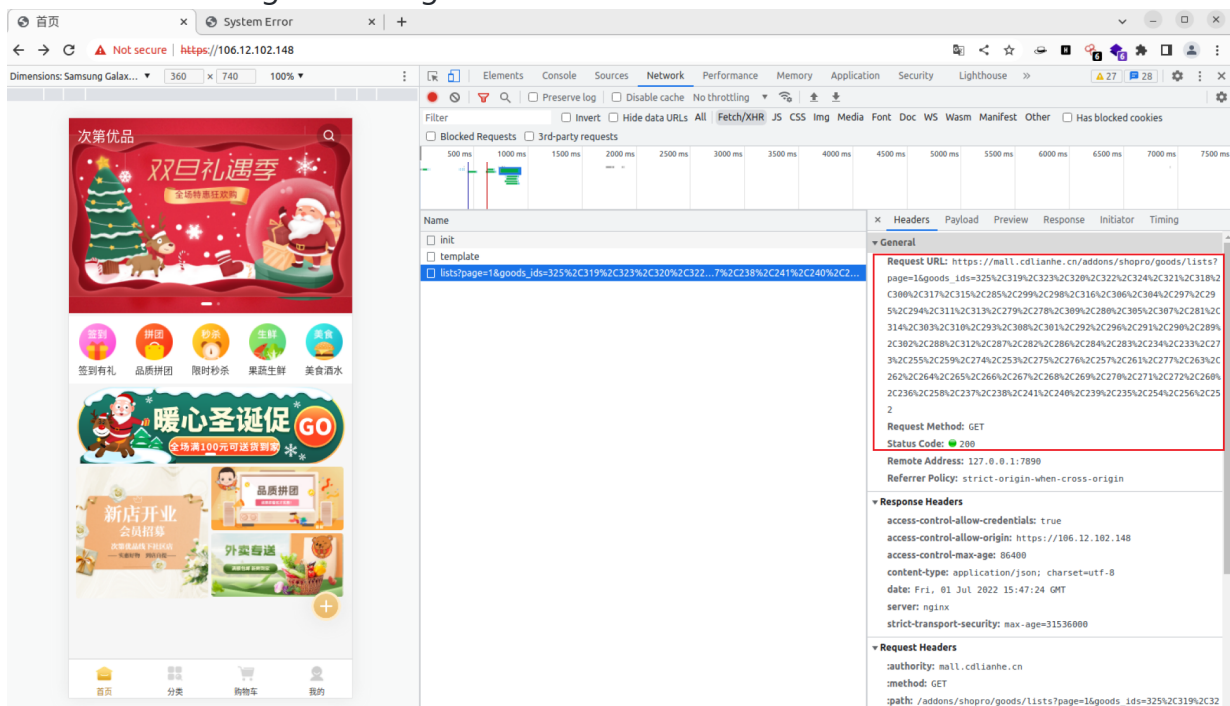 首页
System Error
Not secure
https://106.12.102.148
Dimensions: Samsung Galax...
360
×
740
100%
Elements
Console
Sources
Network
Performance
Memory
Application
Security
Lighthouse
27
28
Preserve log
Disable cache
No throttling
Filter
Invert
Hide data URLs
All
Fetch/XHR
JS
CSS
Img
Media
Font
Doc
WS
Wasm
Manifest
Other
Has blocked cookies
Blocked Requests
3rd-party requests
500 ms
1000 ms
1500 ms
2000 ms
2500 ms
3000 ms
3500 ms
4000 ms
4500 ms
5000 ms
5500 ms
6000 ms
6500 ms
7000 ms
7500 ms
次第优品
双旦礼遇季
全场特惠狂欢购
签到
拼团
秒杀
生鲜
美食
签到有礼
品质拼团
限时秒杀
果蔬生鲜
美食酒水
暖心圣诞促
GO
全场满100元可送货到家
新店开业
会员招募
品质拼团
外卖专送
首页
分类
购物车
我的
Name
init
template
lists?page=1&goods_ids=325%2C319%2C323%2C320%2C322...7%2C238%2C241%2C240%2C2...
Headers
Payload
Preview
Response
Initiator
Timing
General
Request URL: https://mall.cdlianhe.cn/addons/shopro/goods/lists?
page=1&goods_ids=325%2C319%2C323%2C320%2C322%2C324%2C321%2C318%2
C300%2C317%2C315%2C285%2C299%2C298%2C316%2C306%2C304%2C297%2C29
5%2C294%2C311%2C313%2C279%2C278%2C309%2C280%2C305%2C307%2C281%2C
314%2C303%2C310%2C293%2C308%2C301%2C292%2C296%2C291%2C290%2C289%
2C302%2C288%2C312%2C287%2C282%2C286%2C284%2C283%2C234%2C233%2C27
3%2C255%2C259%2C274%2C253%2C275%2C276%2C257%2C261%2C277%2C263%2C
262%2C264%2C265%2C266%2C267%2C268%2C269%2C270%2C271%2C272%2C260%
2C236%2C258%2C237%2C238%2C241%2C240%2C239%2C235%2C254%2C256%2C25
2
Request Method: GET
Status Code: 200
Remote Address: 127.0.0.1:7890
Referrer Policy: strict-origin-when-cross-origin
Response Headers
access-control-allow-credentials: true
access-control-allow-origin: https://106.12.102.148
access-control-max-age: 86400
content-type: application/json; charset=utf-8
date: Fri, 01 Jul 2022 15:47:24 GMT
server: nginx
strict-transport-security: max-age=31536000
Request Headers
:authority: mall.cdlianhe.cn
:method: GET
:path: /addons/shopro/goods/lists?page=1&goods_ids=325%2C319%2C32